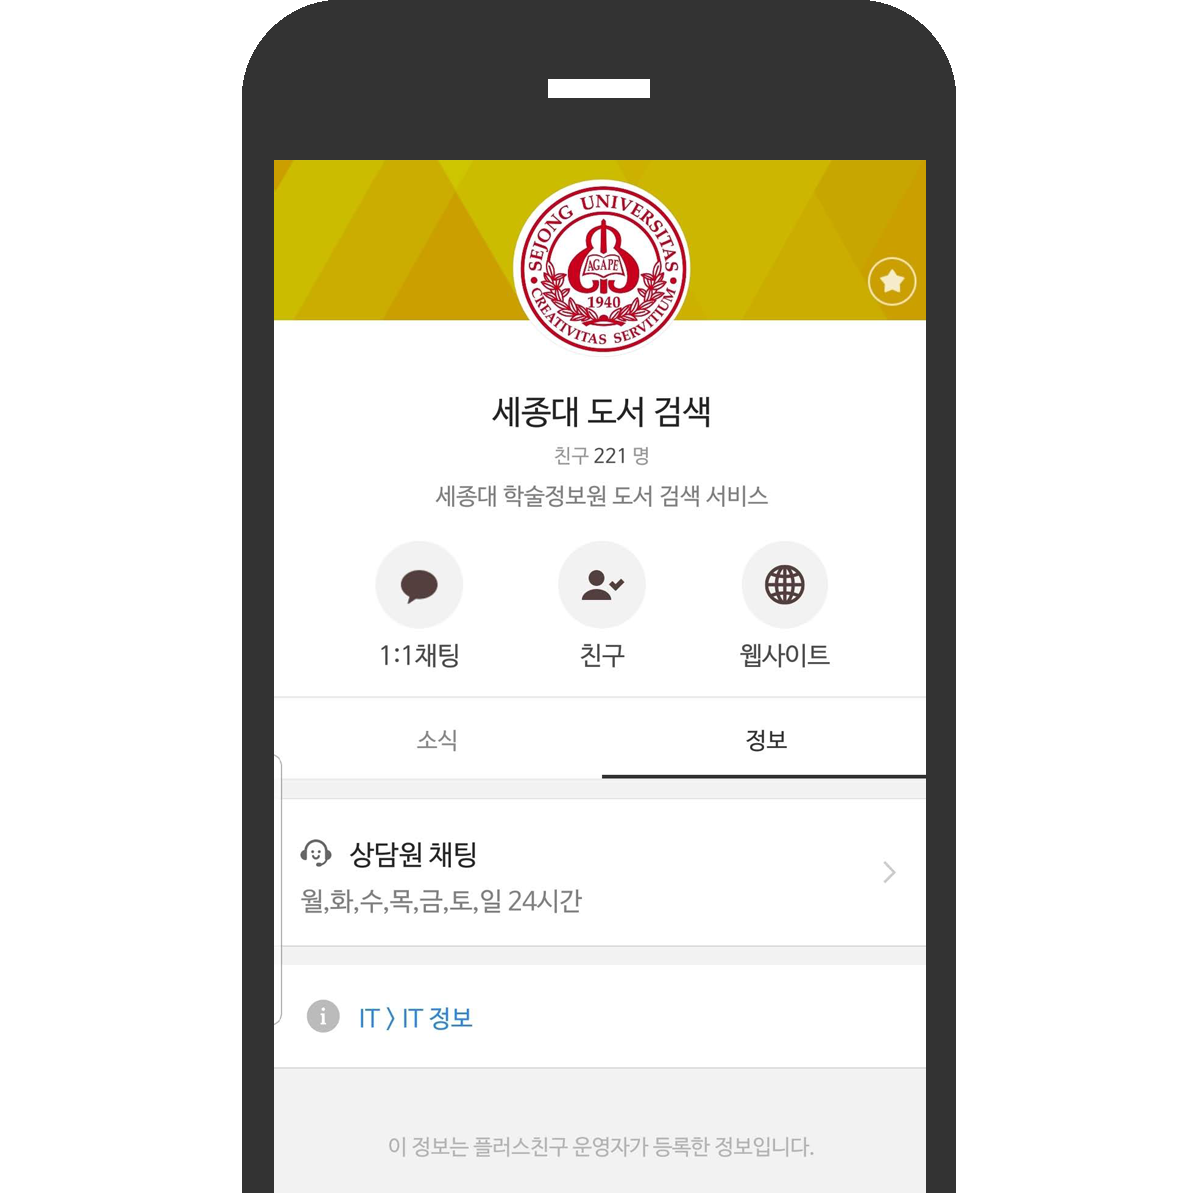 SEJONG UNIVERSITAS
AGAPE
1940
CREATIVITAS SERVITIUM
세종대 도서 검색
친구 221 명
세종대 학술정보원 도서 검색 서비스
1:1채팅 친구 웹사이트
소식 정보
상담원 채팅
월,화,수,목,금,토,일 24시간
i IT > IT 정보
이 정보는 플러스친구 운영자가 등록한 정보입니다.